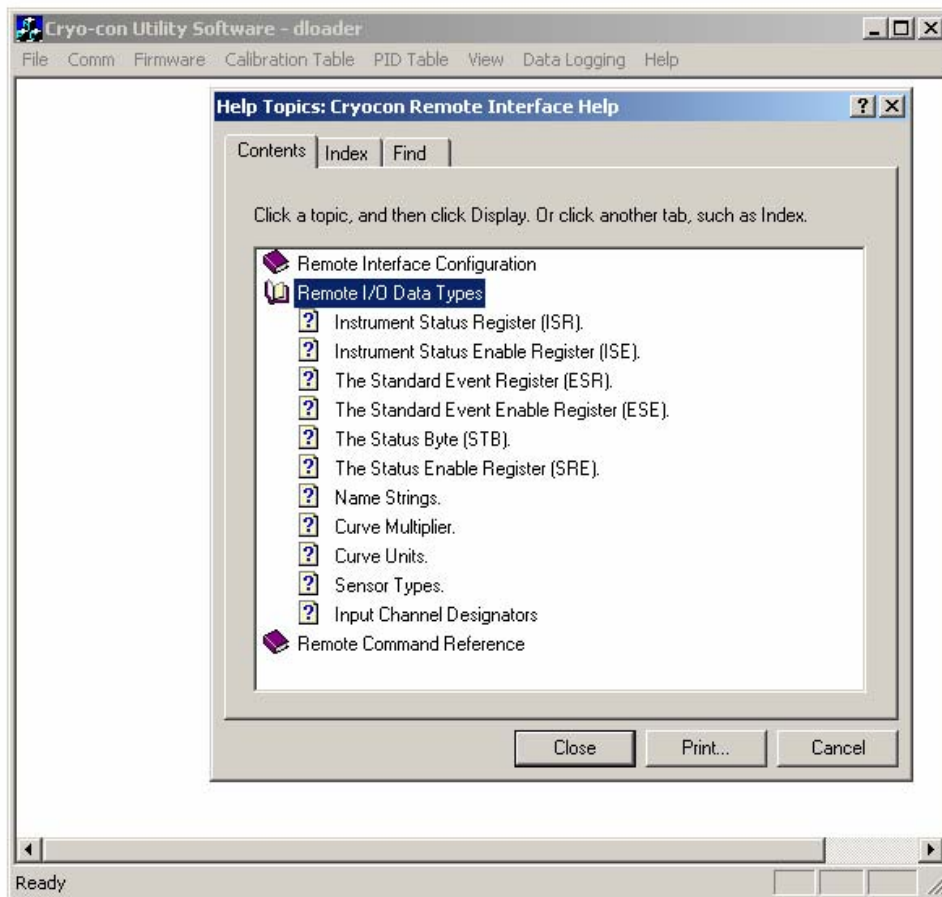 Cryo-con Utility Software - dloader
File Comm Firmware Calibration Table PID Table View Data Logging Help
Help Topics: Cryocon Remote Interface Help
Contents Index Find
Click a topic, and then click Display. Or click another tab, such as Index.
Remote Interface Configuration
Remote I/O Data Types
Instrument Status Register (ISR).
Instrument Status Enable Register (ISE).
The Standard Event Register (ESR).
The Standard Event Enable Register (ESE).
The Status Byte (STB).
The Status Enable Register (SRE).
Name Strings.
Curve Multiplier.
Curve Units.
Sensor Types.
Input Channel Designators
Remote Command Reference
Close Print... Cancel
Ready